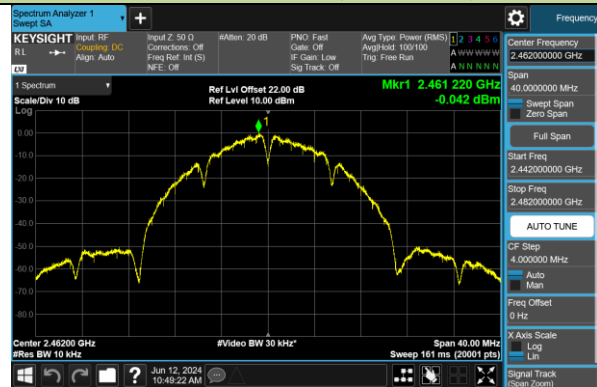 Spectrum Analyzer 1
Swept SA
Frequency
KEYSIGHT
Input: RF
Input Z: 50 Ω
#Atten: 20 dB
PNO: Fast
Avg Type: Power (RMS)
1 2 3 4 5 6
RL
Coupling: DC
Corrections: Off
Gate: Off
Avg|Hold: 100/100
A W W W W W
Align: Auto
Freq Ref: Int (S)
IF Gain: Low
Trig: Free Run
NFE: Off
Sig Track: Off
A N N N N N
LXI
Center Frequency
2.462000000 GHz
Span
40.0000000 MHz
Swept Span
Zero Span
Full Span
Start Freq
2.442000000 GHz
Stop Freq
2.482000000 GHz
AUTO TUNE
CF Step
4.000000 MHz
Auto
Man
Freq Offset
0 Hz
X Axis Scale
Log
Lin
Signal Track
(Span Zoom)
1 Spectrum
Ref Lvl Offset 22.00 dB
Mkr1 2.461 220 GHz
Scale/Div 10 dB
Ref Level 10.00 dBm
-0.042 dBm
Log
1
0.00
-10.0
-20.0
-30.0
-40.0
-50.0
-60.0
-70.0
-80.0
Center 2.46200 GHz
#Video BW 30 kHz*
Span 40.00 MHz
#Res BW 10 kHz
Sweep 161 ms (20001 pts)
Jun 12, 2024
10:49:22 AM